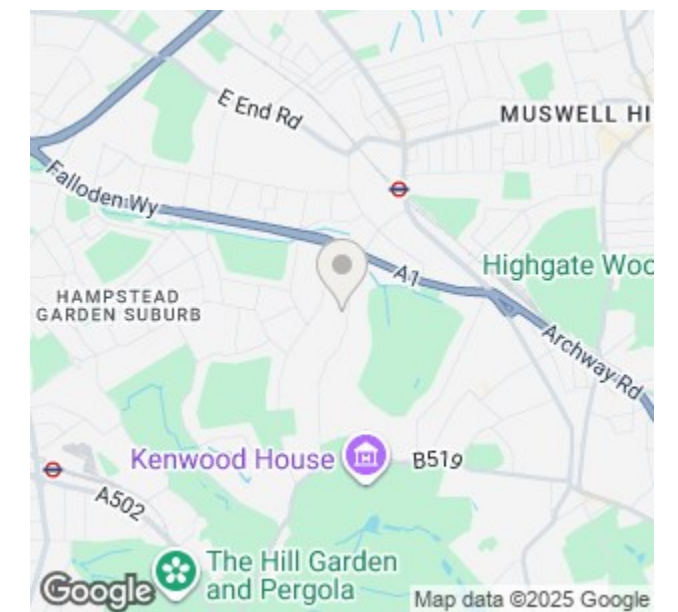 E End Rd
MUSWELL HI
Falloden Wy
A1
Highgate Woo
HAMPSTEAD
GARDEN SUBURB
Archway Rd
Kenwood House
B519
A502
The Hill Garden
and Pergola
Google
Map data ©2025 Google